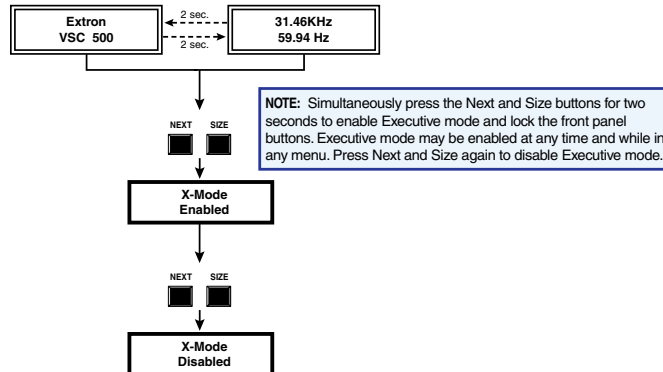 Extron
VSC 500
2 sec.
2 sec.
31.46KHz
59.94 Hz
NOTE: Simultaneously press the Next and Size buttons for two
seconds to enable Executive mode and lock the front panel
buttons. Executive mode may be enabled at any time and while in
any menu. Press Next and Size again to disable Executive mode.
NEXT SIZE
X-Mode
Enabled
NEXT SIZE
X-Mode
Disabled